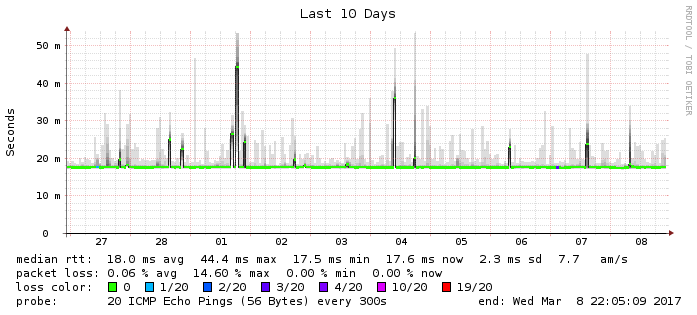 Last 10 Days
RRDTOOL / TOBI OETIKER
Seconds
50 m
40 m
30 m
20 m
10 m
0
27 28 01 02 03 04 05 06 07 08
median rtt: 18.0 ms avg 44.4 ms max 17.5 ms min 17.6 ms now 2.3 ms sd 7.7 am/s
packet loss: 0.06 % avg 14.60 % max 0.00 % min 0.00 % now
loss color: 0 1/20 2/20 3/20 4/20 10/20 19/20
probe: 20 ICMP Echo Pings (56 Bytes) every 300s end: Wed Mar 8 22:05:09 2017